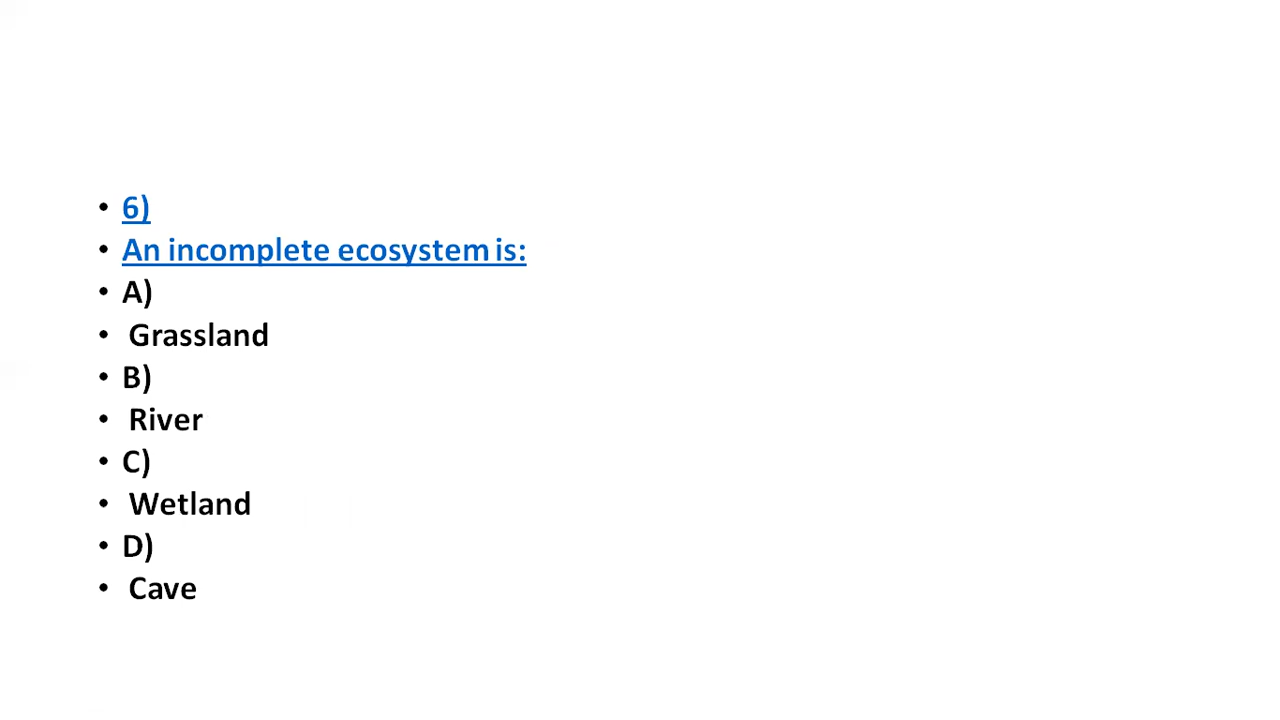 • 6)
• An incomplete ecosystem is:
• A)
• Grassland
• B)
• River
• C)
• Wetland
• D)
• Cave